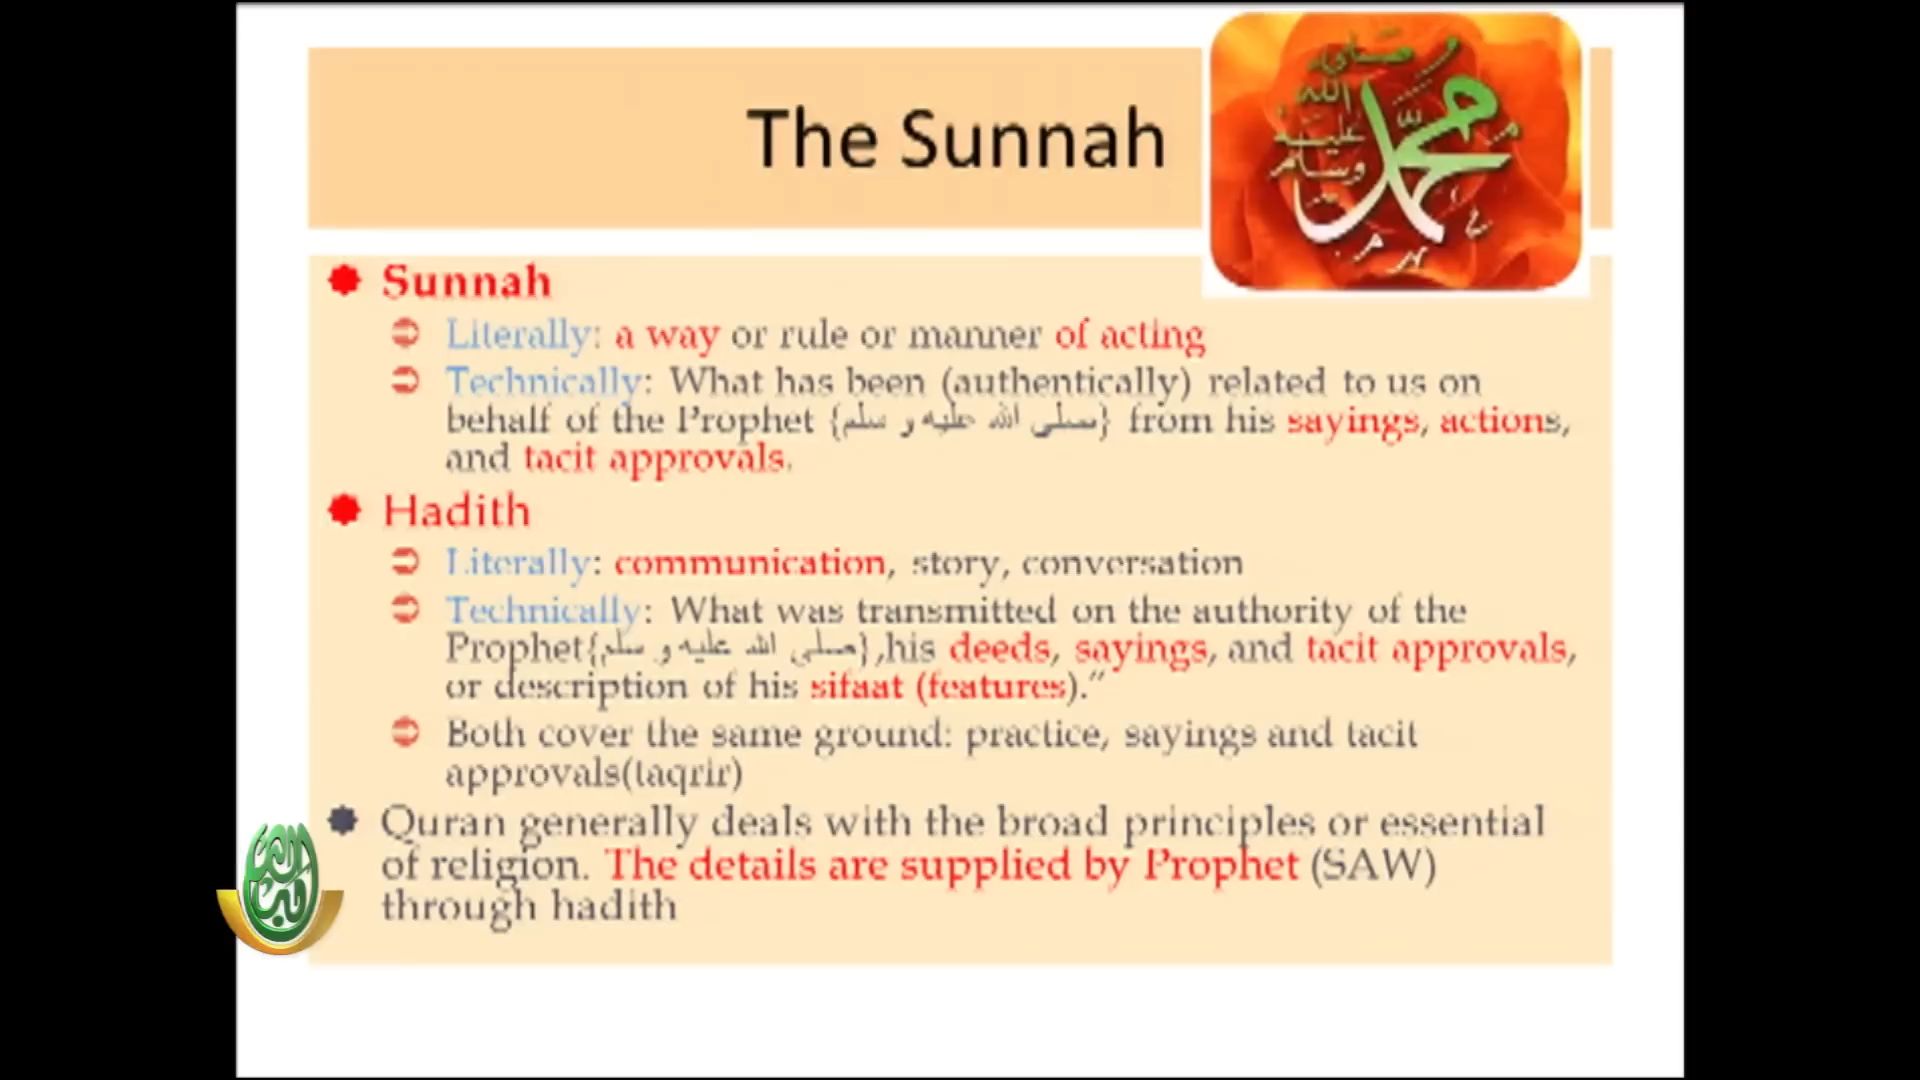 The Sunnah
صلى الله عليه وسلم
محمد
Sunnah
Literally: a way or rule or manner of acting
Technically: What has been (authentically) related to us on
behalf of the Prophet {صلى الله عليه و سلم} from his sayings, actions,
and tacit approvals.
Hadith
Literally: communication, story, conversation
Technically: What was transmitted on the authority of the
Prophet{صلى الله عليه و سلم},his deeds, sayings, and tacit approvals,
or description of his sifaat (features).”
Both cover the same ground: practice, sayings and tacit
approvals(taqrir)
Quran generally deals with the broad principles or essential
of religion. The details are supplied by Prophet (SAW)
through hadith